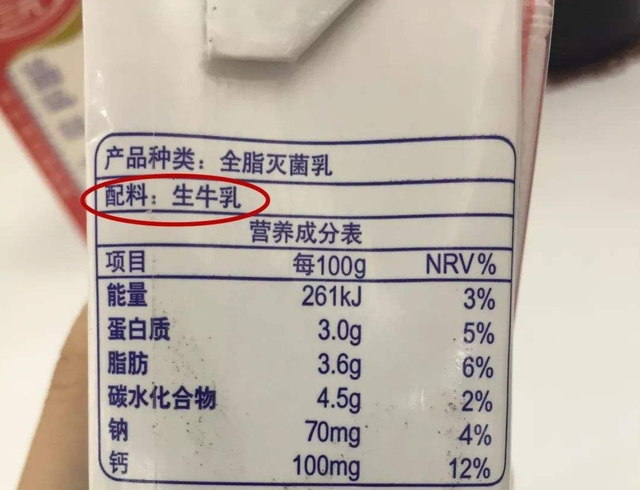 产品种类：全脂灭菌乳
配料：生牛乳
营养成分表
项目 每100g NRV%
能量 261kJ 3%
蛋白质 3.0g 5%
脂肪 3.6g 6%
碳水化合物 4.5g 2%
钠 70mg 4%
钙 100mg 12%